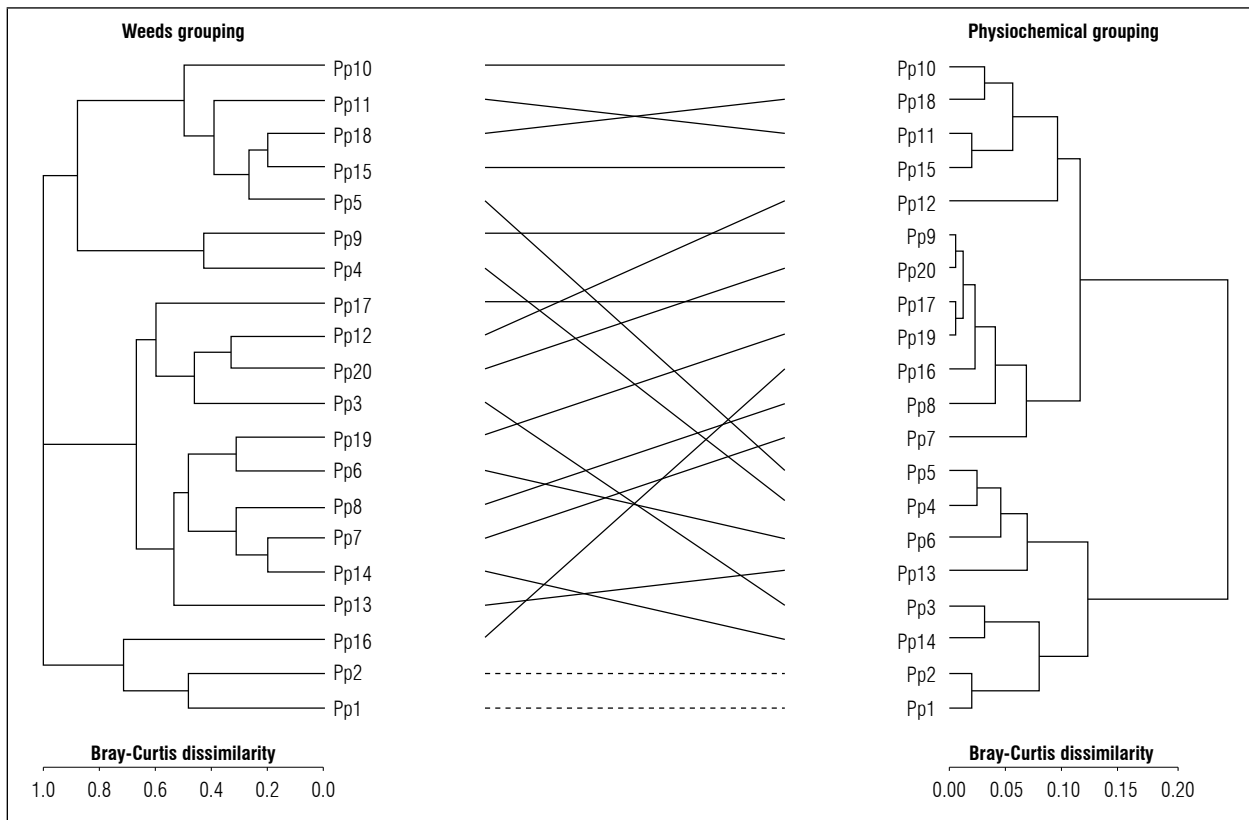 Weeds grouping
Physiochemical grouping
Pp10
Pp11
Pp18
Pp15
Pp5
Pp9
Pp4
Pp17
Pp12
Pp20
Pp3
Pp19
Pp6
Pp8
Pp7
Pp14
Pp13
Pp16
Pp2
Pp1
Pp10
Pp18
Pp11
Pp15
Pp12
Pp9
Pp20
Pp17
Pp19
Pp16
Pp8
Pp7
Pp5
Pp4
Pp6
Pp13
Pp3
Pp14
Pp2
Pp1
Bray-Curtis dissimilarity
1.0 0.8 0.6 0.4 0.2 0.0
Bray-Curtis dissimilarity
0.00 0.05 0.10 0.15 0.20